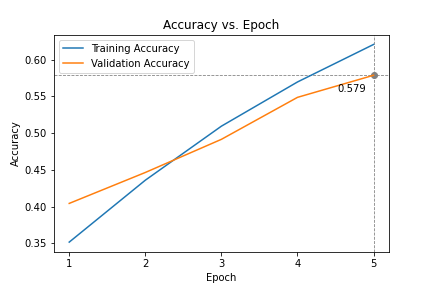 Accuracy vs. Epoch
Training Accuracy
Validation Accuracy
0.60
0.55
0.50
0.45
0.40
0.35
Accuracy
0.579
1 2 3 4 5
Epoch